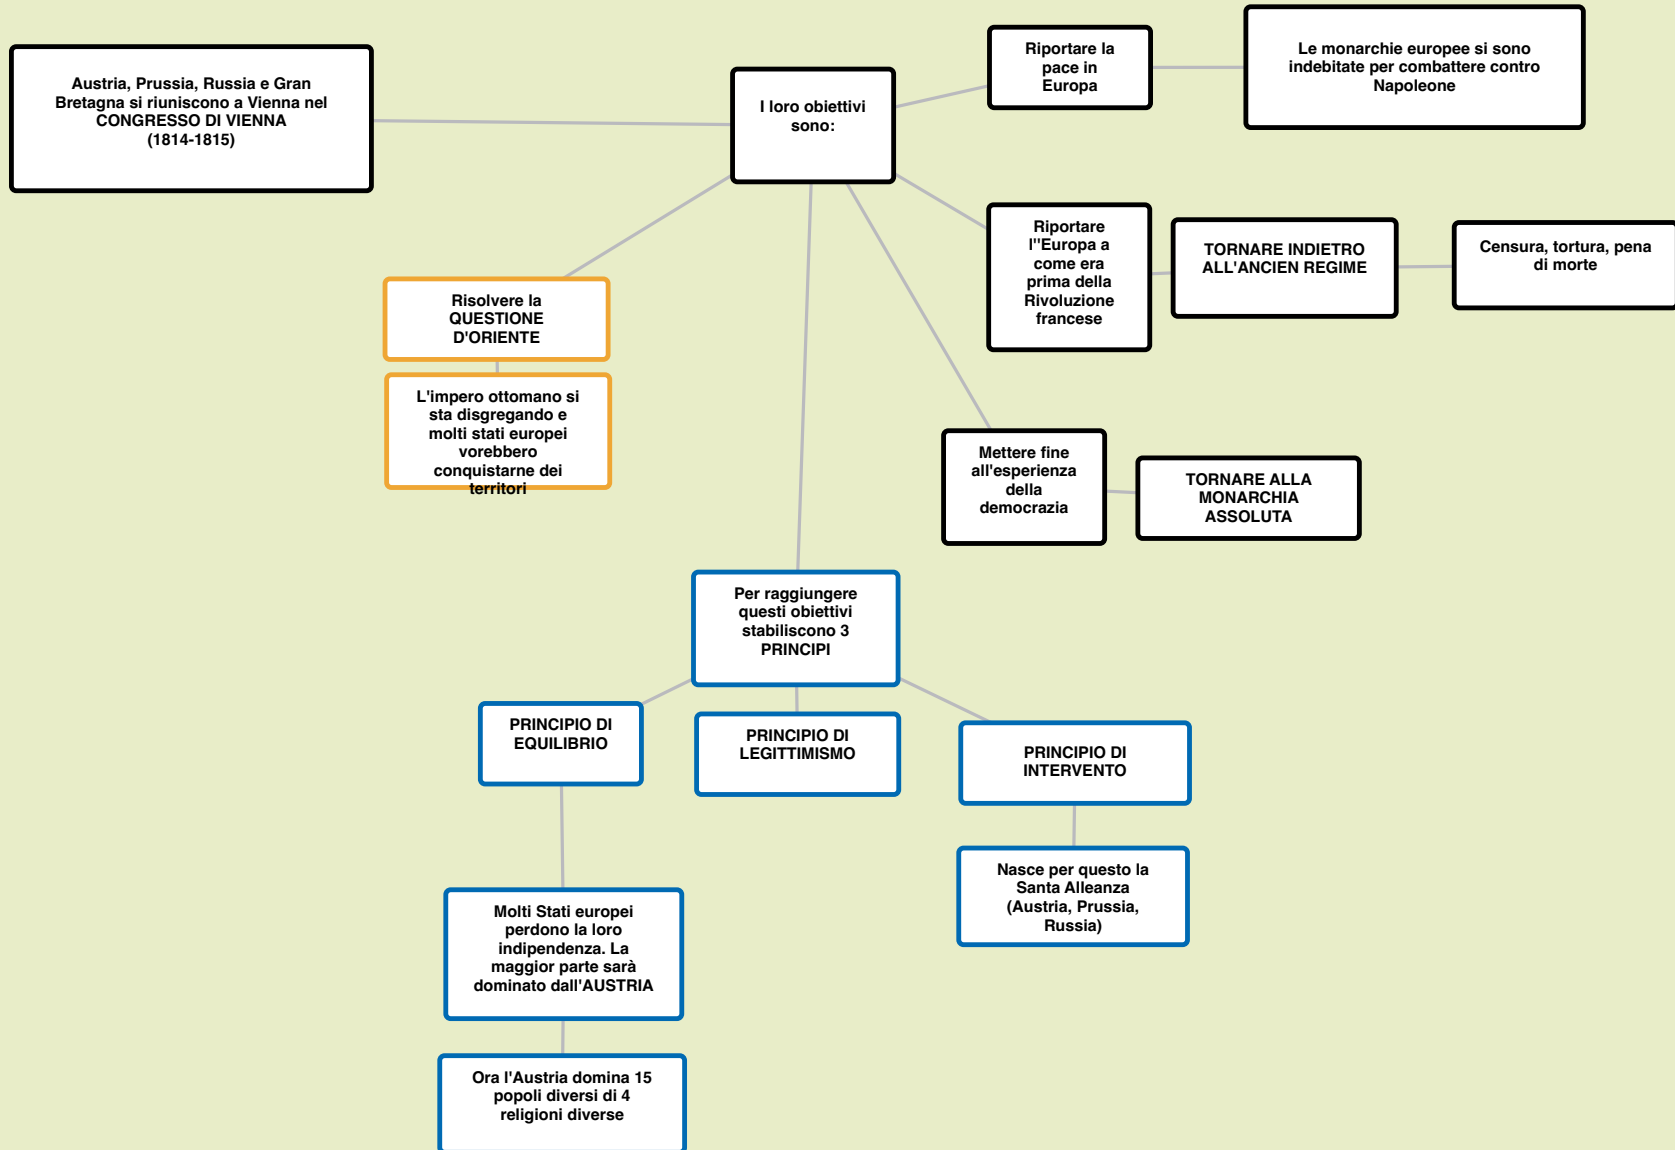 Austria, Prussia, Russia e Gran
Bretagna si riuniscono a Vienna nel
CONGRESSO DI VIENNA
(1814-1815)
I loro obiettivi
sono:
Riportare la
pace in
Europa
Le monarchie europee si sono
indebitate per combattere contro
Napoleone
Riportare
l"Europa a
come era
prima della
Rivoluzione
francese
TORNARE INDIETRO
ALL'ANCIEN REGIME
Censura, tortura, pena
di morte
Risolvere la
QUESTIONE
D'ORIENTE
L'impero ottomano si
sta disgregando e
molti stati europei
vorebbero
conquistarne dei
territori
Mettere fine
all'esperienza
della
democrazia
TORNARE ALLA
MONARCHIA
ASSOLUTA
Per raggiungere
questi obiettivi
stabiliscono 3
PRINCIPI
PRINCIPIO DI
EQUILIBRIO
PRINCIPIO DI
LEGITTIMISMO
PRINCIPIO DI
INTERVENTO
Nasce per questo la
Santa Alleanza
(Austria, Prussia,
Russia)
Molti Stati europei
perdono la loro
indipendenza. La
maggior parte sarà
dominato dall'AUSTRIA
Ora l'Austria domina 15
popoli diversi di 4
religioni diverse